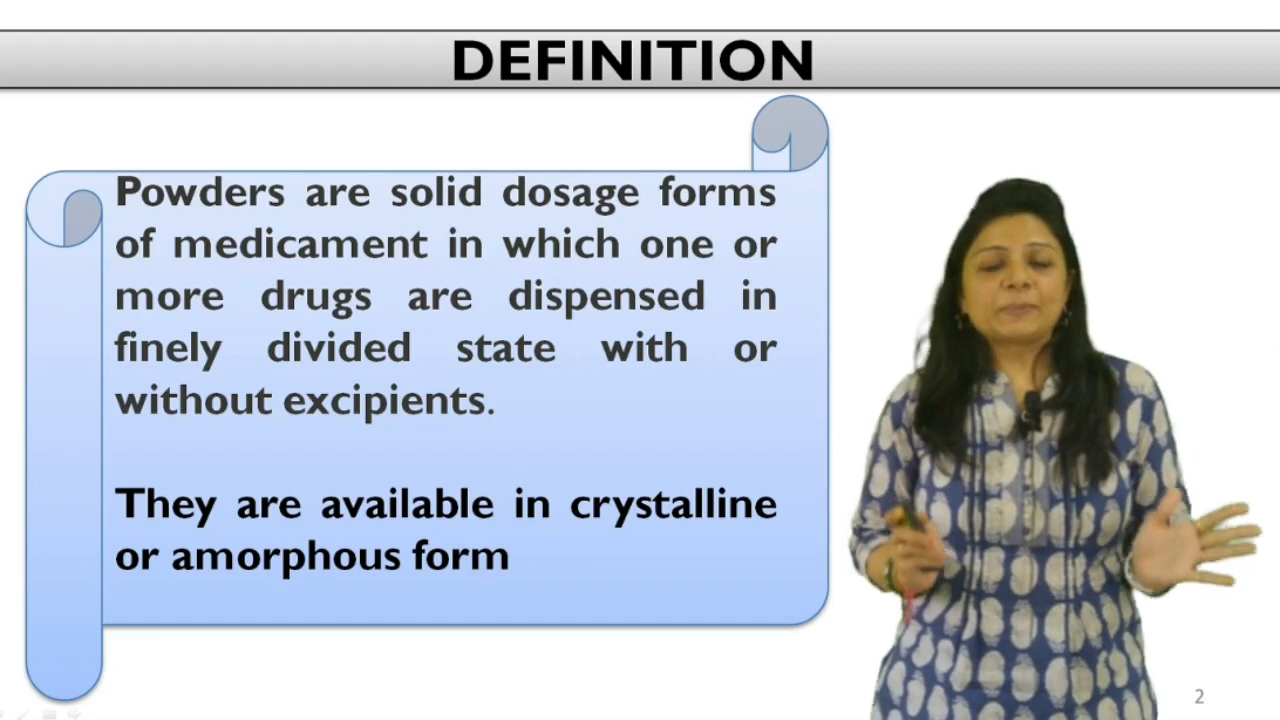 DEFINITION
Powders are solid dosage forms
of medicament in which one or
more drugs are dispensed in
finely divided state with or
without excipients.
They are available in crystalline
or amorphous form
2